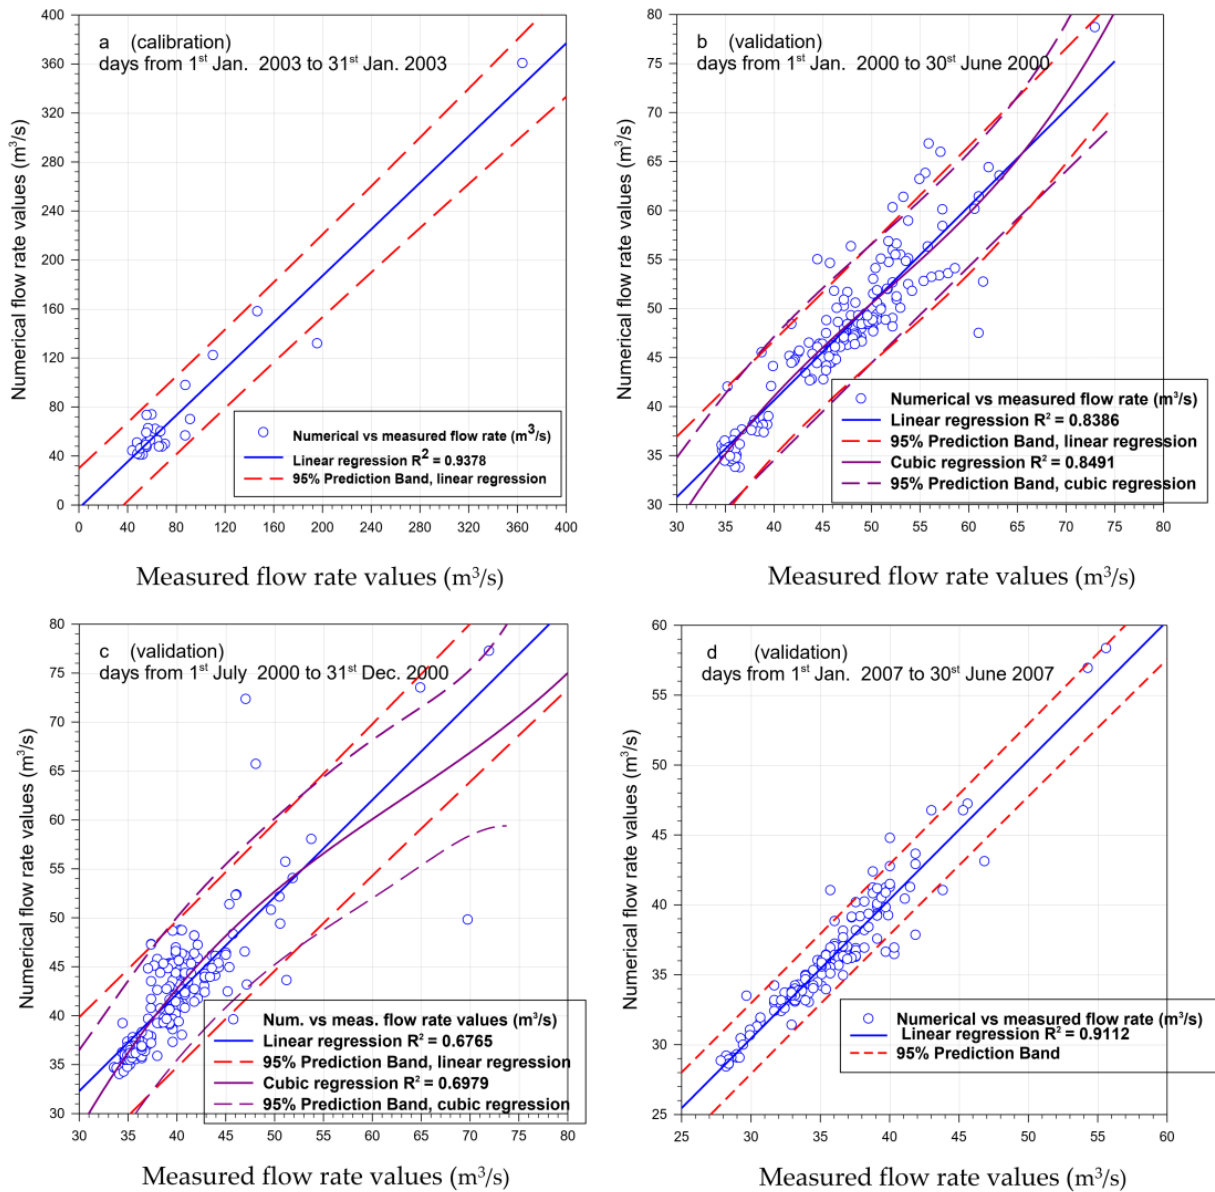 a (calibration)
days from 1st Jan. 2003 to 31st Jan. 2003
Numerical flow rate values (m³/s)
400
360
320
280
240
200
160
120
80
40
0
Numerical vs measured flow rate (m³/s)
Linear regression R² = 0.9378
95% Prediction Band, linear regression
0 40 80 120 160 200 240 280 320 360 400
Measured flow rate values (m³/s)
b (validation)
days from 1st Jan. 2000 to 30st June 2000
Numerical flow rate values (m³/s)
80
75
70
65
60
55
50
45
40
35
30
Numerical vs measured flow rate (m³/s)
Linear regression R² = 0.8386
95% Prediction Band, linear regression
Cubic regression R² = 0.8491
95% Prediction Band, cubic regression
30 35 40 45 50 55 60 65 70 75 80
Measured flow rate values (m³/s)
c (validation)
days from 1st July 2000 to 31st Dec. 2000
Numerical flow rate values (m³/s)
80
75
70
65
60
55
50
45
40
35
30
Num. vs meas. flow rate values (m³/s)
Linear regression R² = 0.6765
95% Prediction Band, linear regression
Cubic regression R² = 0.6979
95% Prediction Band, cubic regression
30 35 40 45 50 55 60 65 70 75 80
Measured flow rate values (m³/s)
d (validation)
days from 1st Jan. 2007 to 30st June 2007
Numerical flow rate values (m³/s)
60
55
50
45
40
35
30
25
Numerical vs measured flow rate (m³/s)
Linear regression R² = 0.9112
95% Prediction Band
25 30 35 40 45 50 55 60
Measured flow rate values (m³/s)